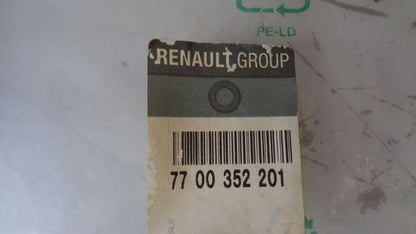 PE-LD
RENAULT GROUP
77 00 352 201